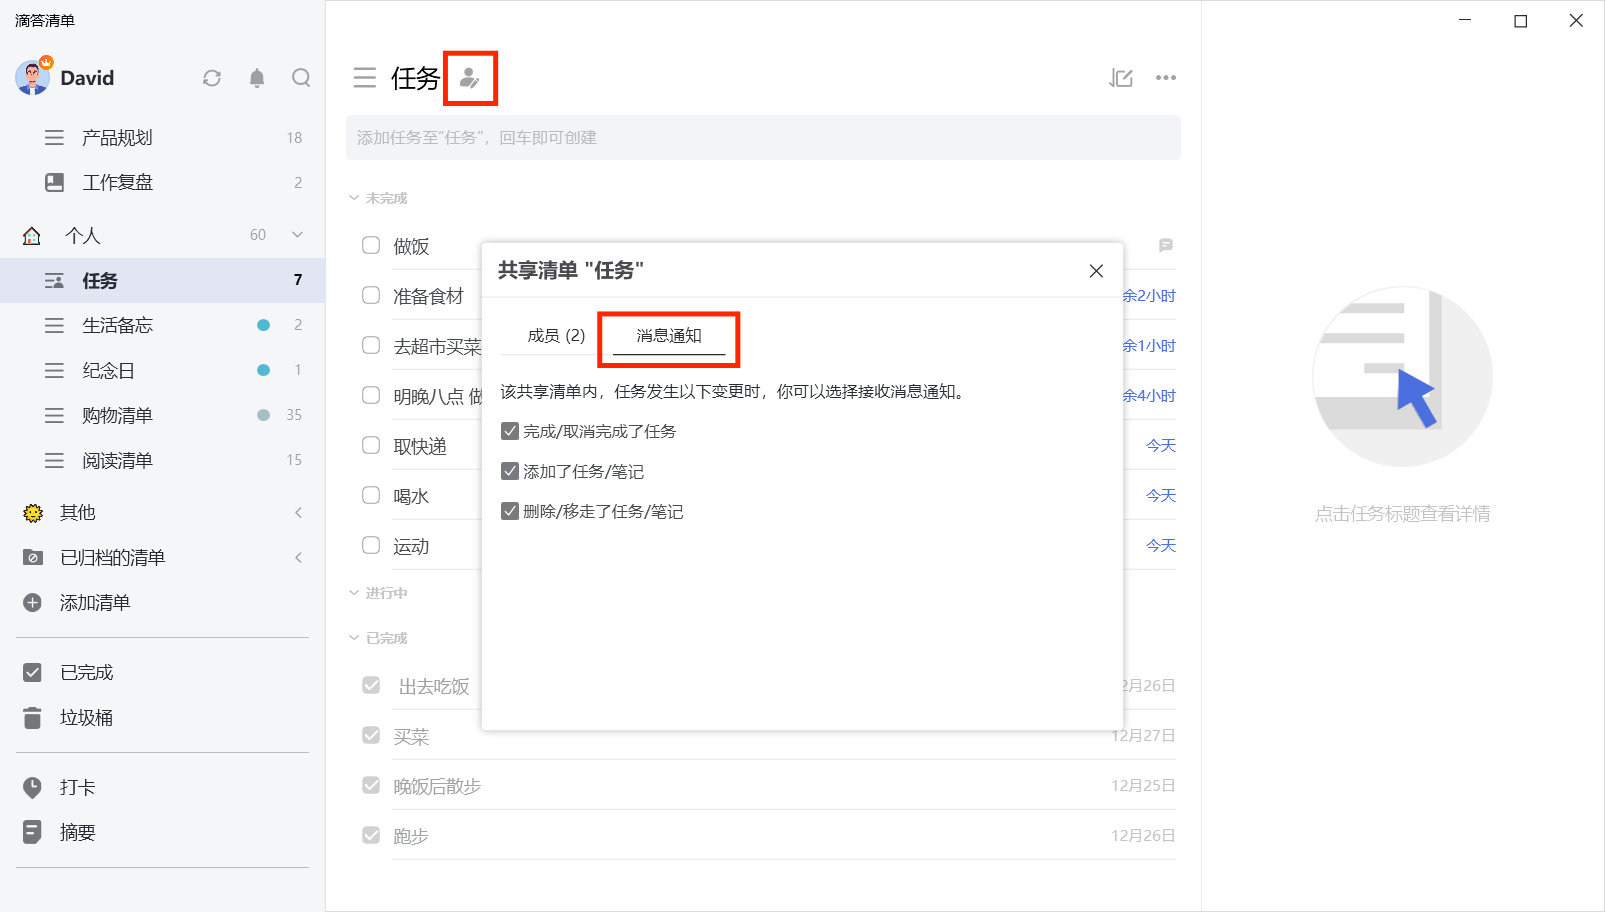 滴答清单
David
产品规划 18
工作复盘 2
个人 60
任务 7
生活备忘 2
纪念日 1
购物清单 35
阅读清单 15
其他
已归档的清单
添加清单
已完成
垃圾桶
打卡
摘要
任务
添加任务至“任务”，回车即可创建
未完成
做饭
准备食材 余2小时
去超市买菜 余1小时
明晚八点 做 余4小时
取快递 今天
喝水 今天
运动 今天
进行中
已完成
出去吃饭 2月26日
买菜 12月27日
晚饭后散步 12月25日
跑步 12月26日
共享清单 "任务"
成员 (2) 消息通知
该共享清单内，任务发生以下变更时，你可以选择接收消息通知。
完成/取消完成了任务
添加了任务/笔记
删除/移走了任务/笔记
点击任务标题查看详情